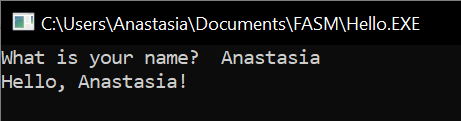 C:\Users\Anastasia\Documents\FASM\Hello.EXE
What is your name?  Anastasia
Hello, Anastasia!